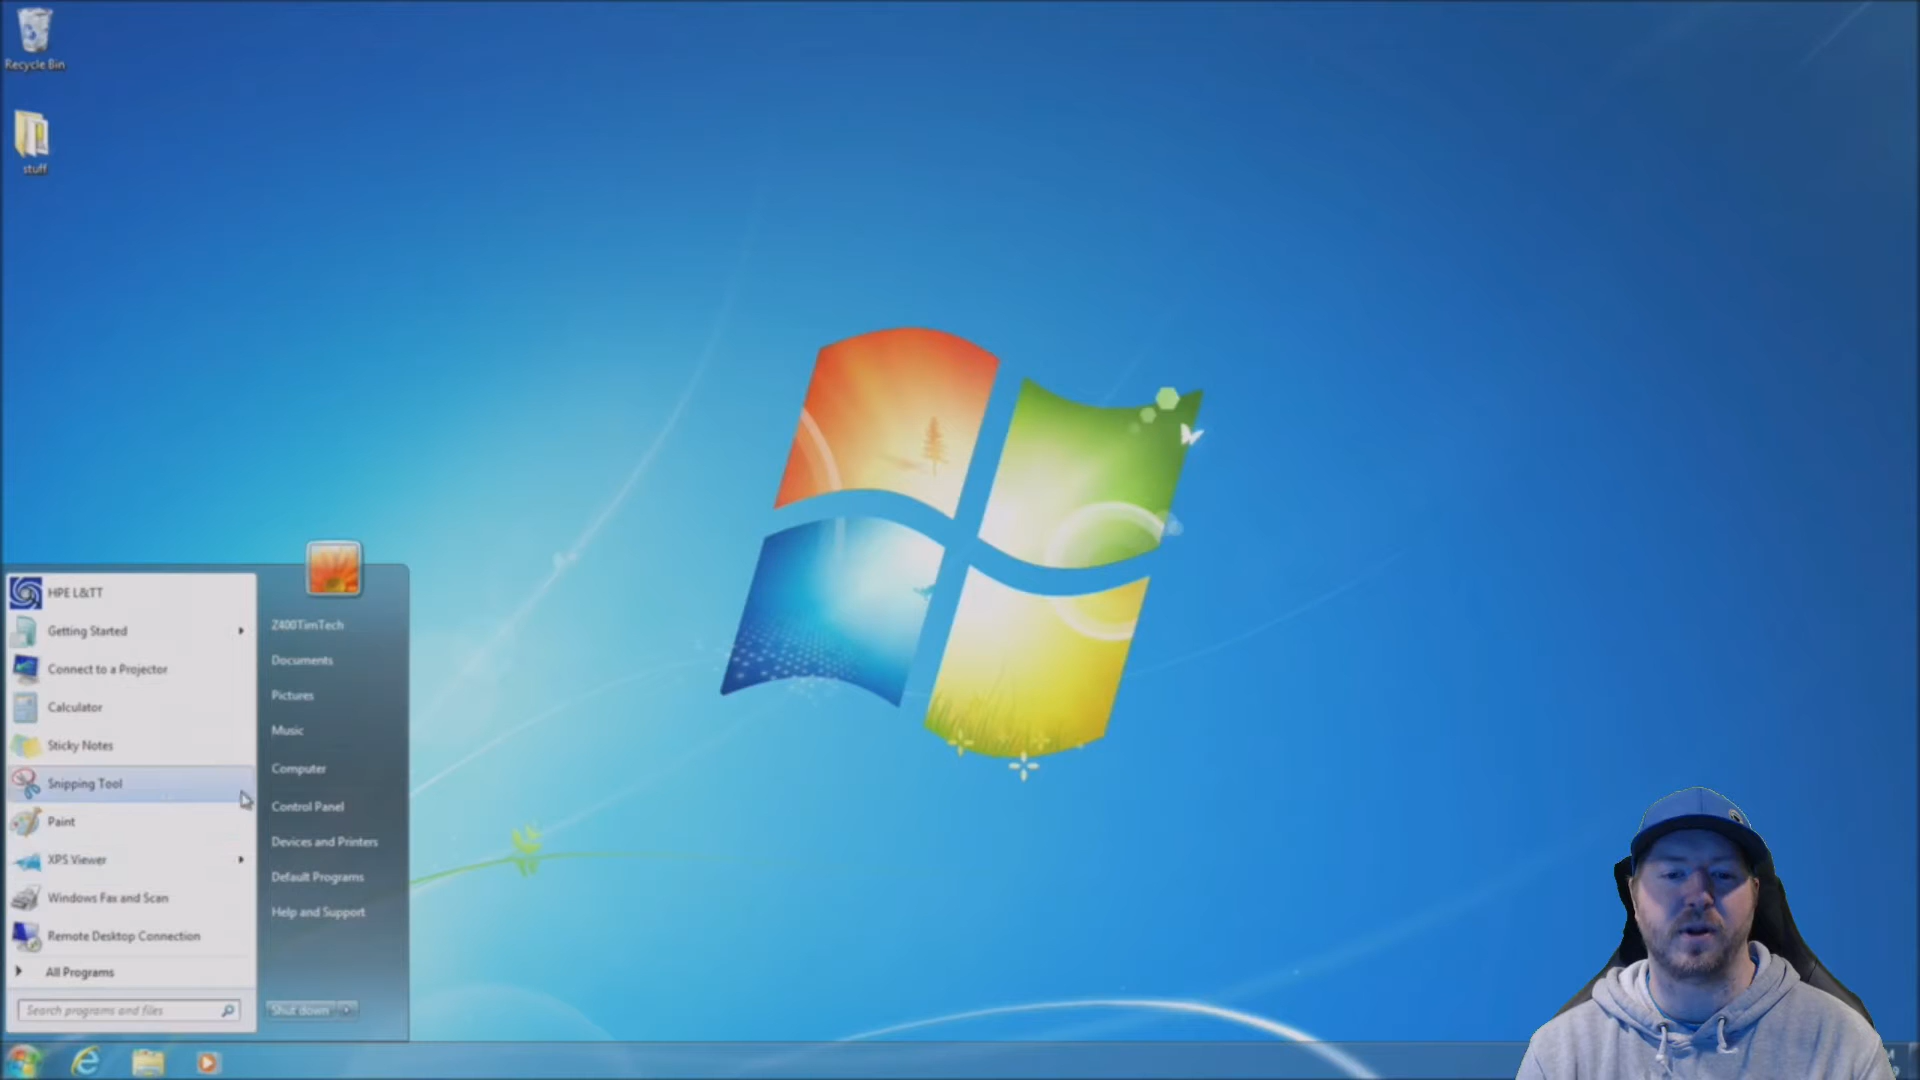 Recycle Bin
stuff
HPE L&TT
Getting Started
Connect to a Projector
Calculator
Sticky Notes
Snipping Tool
Paint
XPS Viewer
Windows Fax and Scan
Remote Desktop Connection
All Programs
Search programs and files
Z400TimTech
Documents
Pictures
Music
Computer
Control Panel
Devices and Printers
Default Programs
Help and Support
Shut down